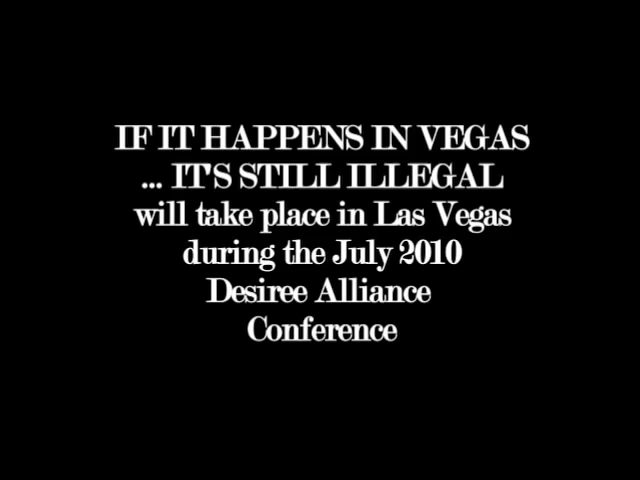 IF IT HAPPENS IN VEGAS
... IT'S STILL ILLEGAL
will take place in Las Vegas
during the July 2010
Desiree Alliance
Conference